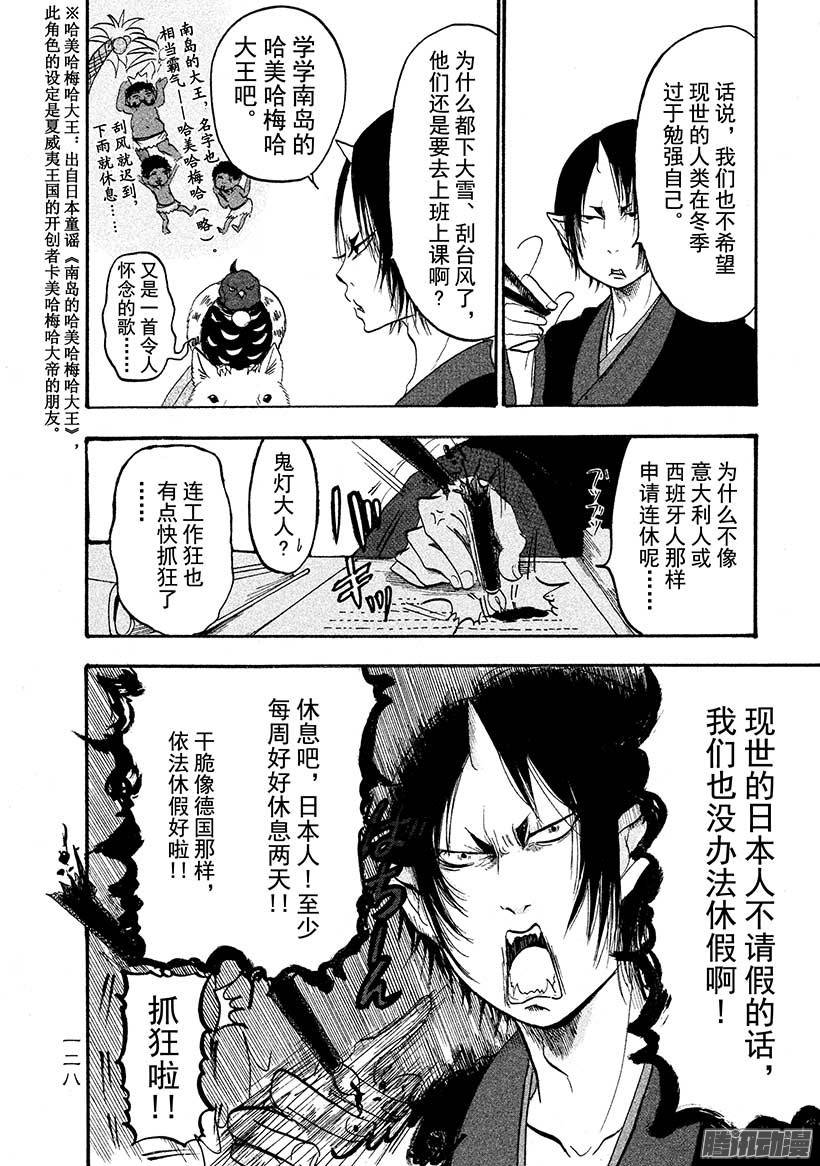 话说，我们也不希望
现世的人类在冬季
过于勉强自己。
为什么都下大雪、刮台风了，
他们还是要去上班上课啊？
学学南岛的
哈美哈梅哈
大王吧。
南岛的大王，名字也
相当霸气——哈美哈梅哈
（略）。
刮风就迟到，
下雨就休息……
又是一首令人
怀念的歌……
※哈美哈梅哈大王：出自日本童谣《南岛的哈美哈梅哈大王》，
此角色的设定是夏威夷王国的开创者卡美哈梅哈大帝的朋友。
为什么不像
意大利人或
西班牙人那样
申请连休呢……
ブツブツ
ガリガリ
鬼灯大人？
连工作狂也
有点快抓狂了
……
现世的日本人不请假的话，
我们也没办法休假啊！
ばちーん
休息吧，日本人！至少
每周好好休息两天！！
干脆像德国那样，
依法休假好啦！！
抓狂啦！！
一二八
腾讯动漫